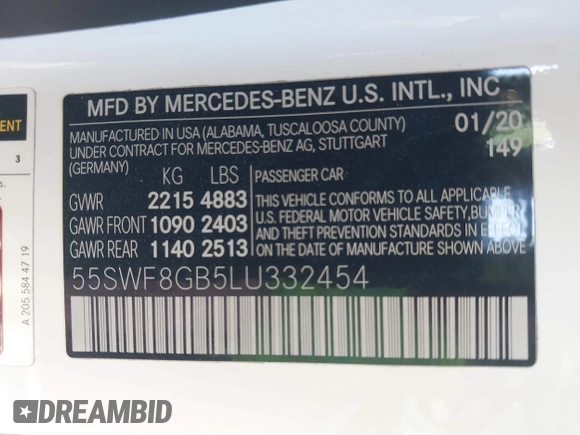 MFD BY MERCEDES-BENZ U.S. INTL., INC
MANUFACTURED IN USA (ALABAMA, TUSCALOOSA COUNTY)
UNDER CONTRACT FOR MERCEDES-BENZ AG, STUTTGART
(GERMANY)
01/20
149
KG LBS
GVWR 2215 4883
GAWR FRONT 1090 2403
GAWR REAR 1140 2513
PASSENGER CAR
THIS VEHICLE CONFORMS TO ALL APPLICABLE
U.S. FEDERAL MOTOR VEHICLE SAFETY, BUMPER
AND THEFT PREVENTION STANDARDS IN EFFECT
ON THE DATE OF MANUFACTURE SHOWN ABOVE.
55SWF8GB5LU332454
3
A 205 584 47 19
DREAMBID